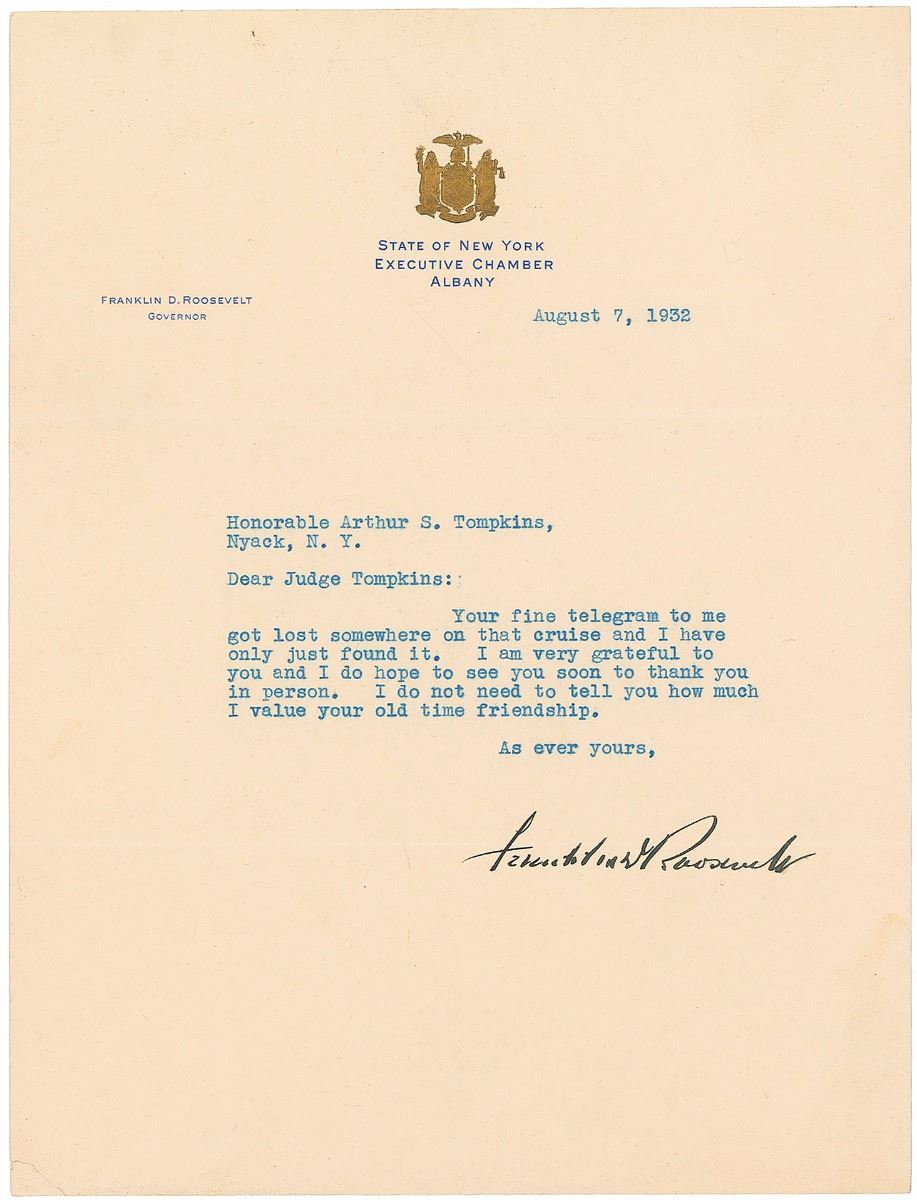 STATE OF NEW YORK
EXECUTIVE CHAMBER
ALBANY
FRANKLIN D. ROOSEVELT
GOVERNOR
August 7, 1932
Honorable Arthur S. Tompkins,
Nyack, N. Y.
Dear Judge Tompkins:
Your fine telegram to me
got lost somewhere on that cruise and I have
only just found it. I am very grateful to
you and I do hope to see you soon to thank you
in person. I do not need to tell you how much
I value your old time friendship.
As ever yours,
Franklin D Roosevelt